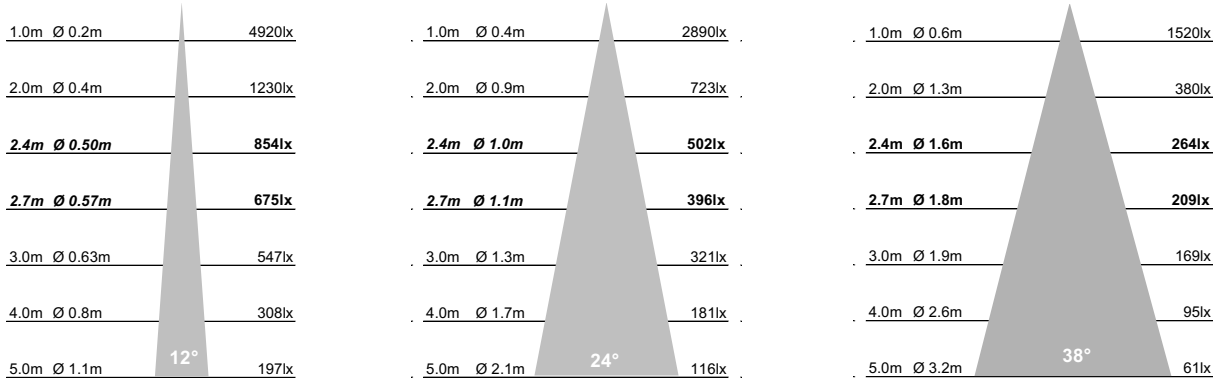 1.0m Ø 0.2m 4920lx
2.0m Ø 0.4m 1230lx
2.4m Ø 0.50m 854lx
2.7m Ø 0.57m 675lx
3.0m Ø 0.63m 547lx
4.0m Ø 0.8m 308lx
5.0m Ø 1.1m 12° 197lx
1.0m Ø 0.4m 2890lx
2.0m Ø 0.9m 723lx
2.4m Ø 1.0m 502lx
2.7m Ø 1.1m 396lx
3.0m Ø 1.3m 321lx
4.0m Ø 1.7m 181lx
5.0m Ø 2.1m 24° 116lx
1.0m Ø 0.6m 1520lx
2.0m Ø 1.3m 380lx
2.4m Ø 1.6m 264lx
2.7m Ø 1.8m 209lx
3.0m Ø 1.9m 169lx
4.0m Ø 2.6m 95lx
5.0m Ø 3.2m 38° 61lx